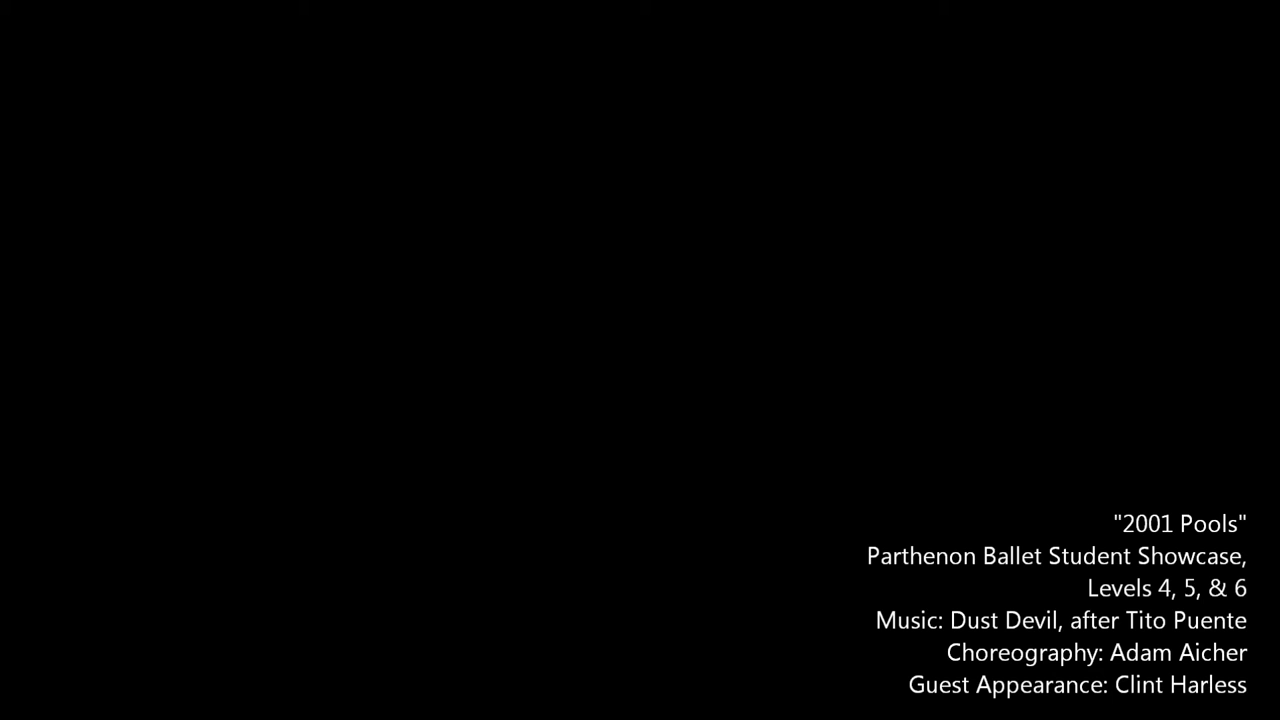 "2001 Pools"
Parthenon Ballet Student Showcase,
Levels 4, 5, & 6
Music: Dust Devil, after Tito Puente
Choreography: Adam Aicher
Guest Appearance: Clint Harless